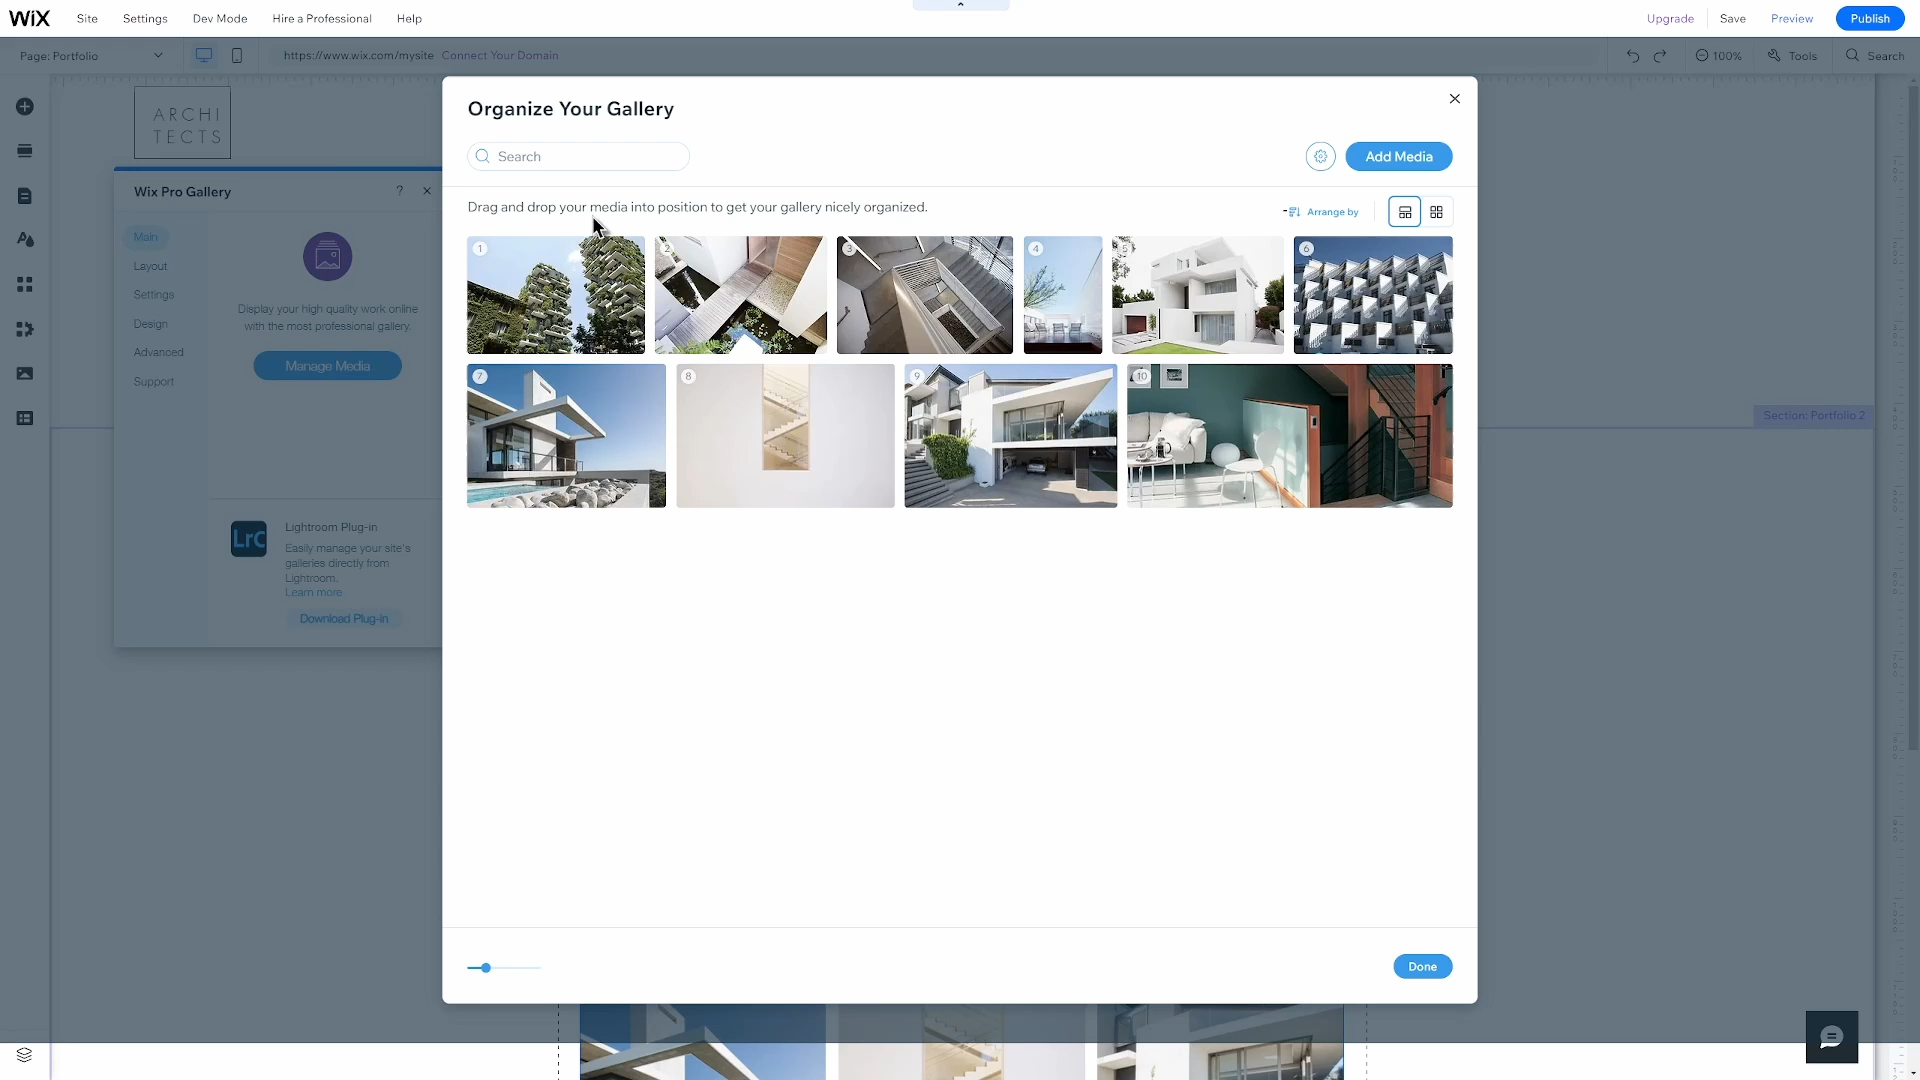 WiX
Site
Settings
Dev Mode
Hire a Professional
Help
Upgrade
Save
Preview
Publish
Page: Portfolio
https://www.wix.com/mysite
Connect Your Domain
100%
Tools
Search
ARCHI
TECTS
Organize Your Gallery
Search
Add Media
Drag and drop your media into position to get your gallery nicely organized.
Arrange by
Wix Pro Gallery
?
Main
Layout
Settings
Design
Advanced
Support
Display your high quality work online
with the most professional gallery.
Manage Media
Lightroom Plug-in
LrC
Easily manage your site's
galleries directly from
Lightroom.
Learn more
Download Plug-in
1
2
3
4
5
6
7
8
9
10
Section: Portfolio 2
Done